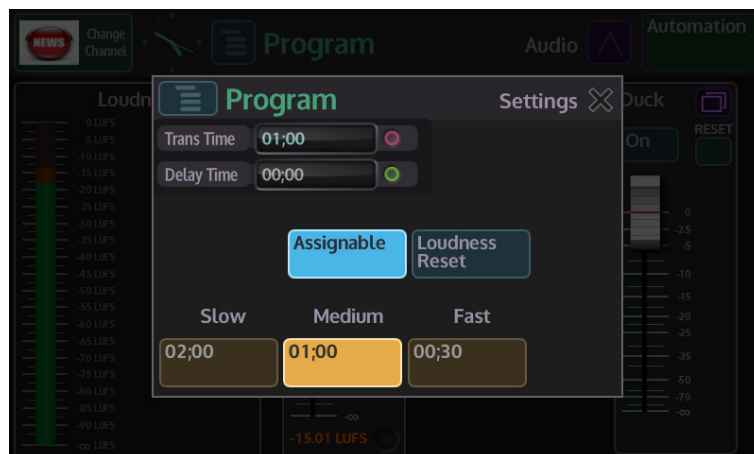 NEWS
Change
Channel
Program
Audio
Automation
Loudn
Duck
On
RESET
0 LUFS
-5 LUFS
-10 LUFS
-15 LUFS
-20 LUFS
-25 LUFS
-30 LUFS
-35 LUFS
-40 LUFS
-45 LUFS
-50 LUFS
-55 LUFS
-60 LUFS
-65 LUFS
-70 LUFS
-75 LUFS
-80 LUFS
-85 LUFS
-90 LUFS
-∞ LUFS
Program
Settings
Trans Time 01;00
Delay Time 00;00
Assignable
Loudness
Reset
Slow Medium Fast
02;00 01;00 00;30
-∞
-15.01 LUFS
0
-2.5
-5
-10
-15
-20
-25
-35
-50
-70
-∞